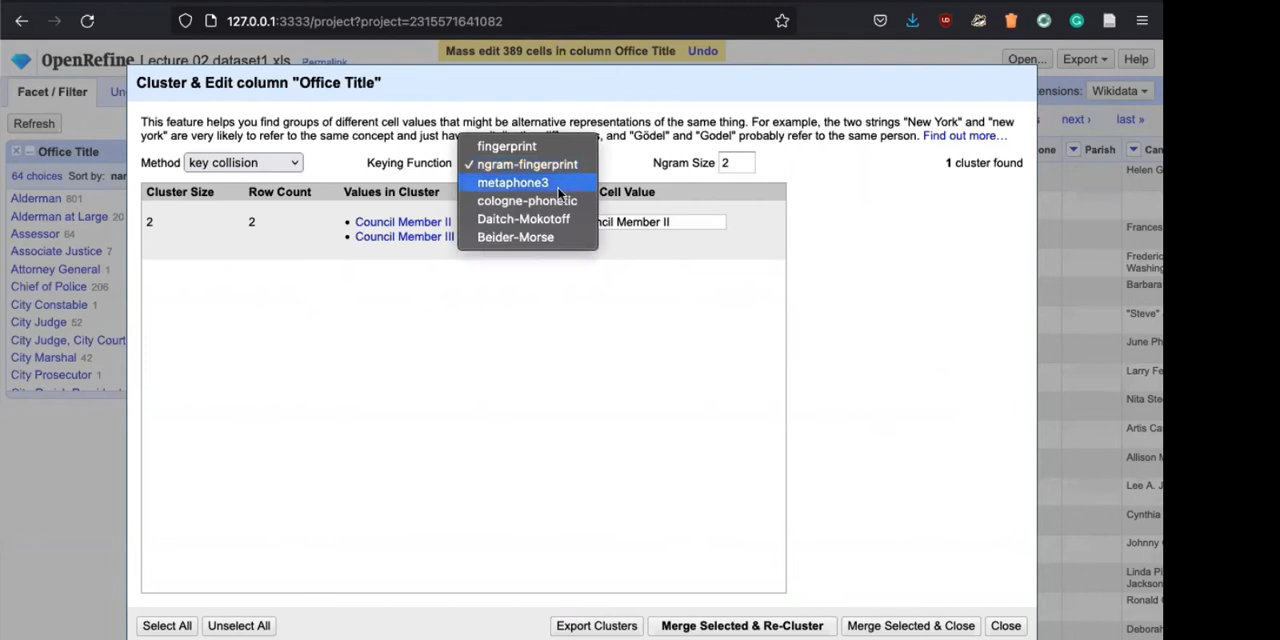 127.0.0.1:3333/project?project=2315571641082
OpenRefine Lecture 02 dataset1 xls Permalink
Mass edit 389 cells in column Office Title Undo
Open... Export Help
Facet / Filter
Wikidata
Refresh
Office Title
64 choices Sort by:
Alderman 801
Alderman at Large 20
Assessor 64
Associate Justice 7
Attorney General 1
Chief of Police 206
City Constable 1
City Judge 52
City Judge, City Court
City Marshal 42
City Prosecutor 1
Cluster & Edit column "Office Title"
This feature helps you find groups of different cell values that might be alternative representations of the same thing. For example, the two strings "New York" and "new
york" are very likely to refer to the same concept and just
and "Gödel" and "Godel" probably refer to the same person. Find out more...
Method key collision
Keying Function
fingerprint
✓ ngram-fingerprint
metaphone3
cologne-phonetic
Daitch-Mokotoff
Beider-Morse
Ngram Size 2
1 cluster found
Cluster Size Row Count Values in Cluster Cell Value
2 2
• Council Member II
• Council Member III
Member II
Select All Unselect All Export Clusters Merge Selected & Re-Cluster Merge Selected & Close Close
next › last »
Parish
Helen G
Frances
Frederic
Washing
Barbara
"Steve"
June Ph
Larry Fe
Nita Ste
Artis Ca
Allison M
Lee A. J
Cynthia
Johnny
Linda Pi
Jackson
Ronald
Deborah